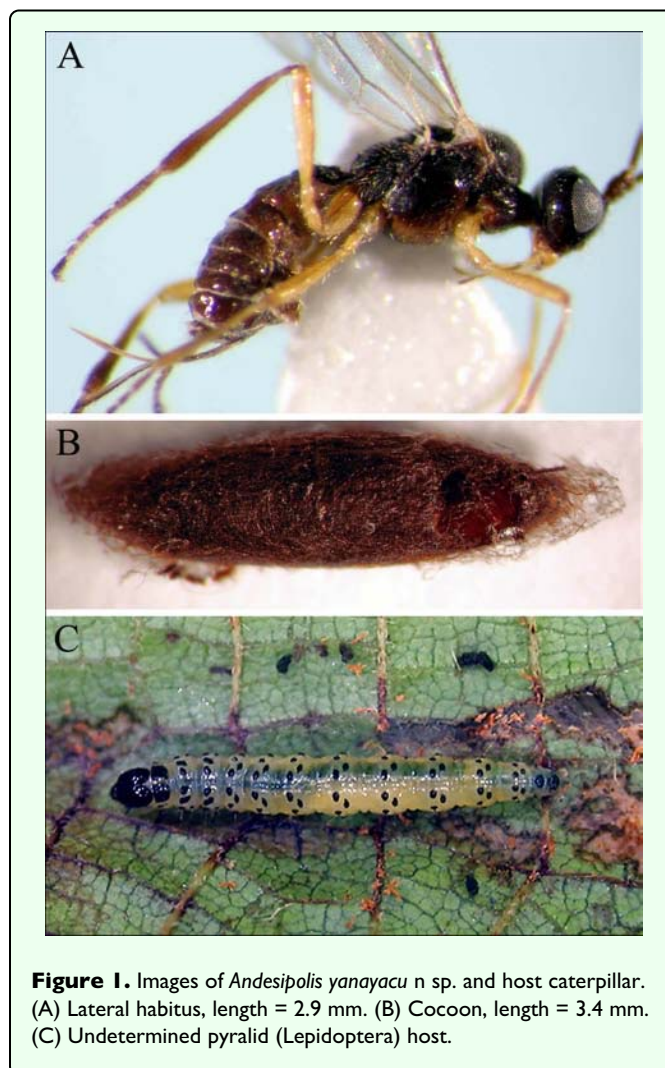 A
B
C
Figure 1. Images of Andesipolis yanayacu n sp. and host caterpillar.
(A) Lateral habitus, length = 2.9 mm. (B) Cocoon, length = 3.4 mm.
(C) Undetermined pyralid (Lepidoptera) host.